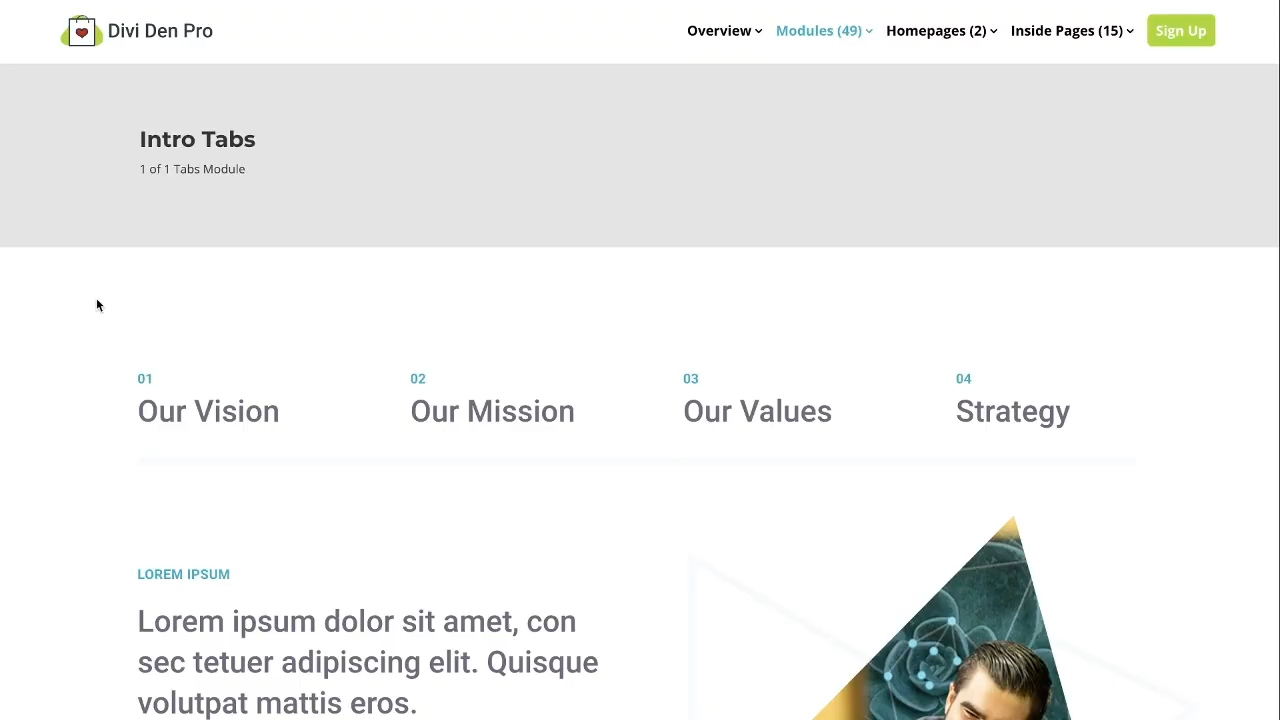 Divi Den Pro
Overview
Modules (49)
Homepages (2)
Inside Pages (15)
Sign Up
Intro Tabs
1 of 1 Tabs Module
01
Our Vision
02
Our Mission
03
Our Values
04
Strategy
LOREM IPSUM
Lorem ipsum dolor sit amet, con
sec tetuer adipiscing elit. Quisque
volutpat mattis eros.